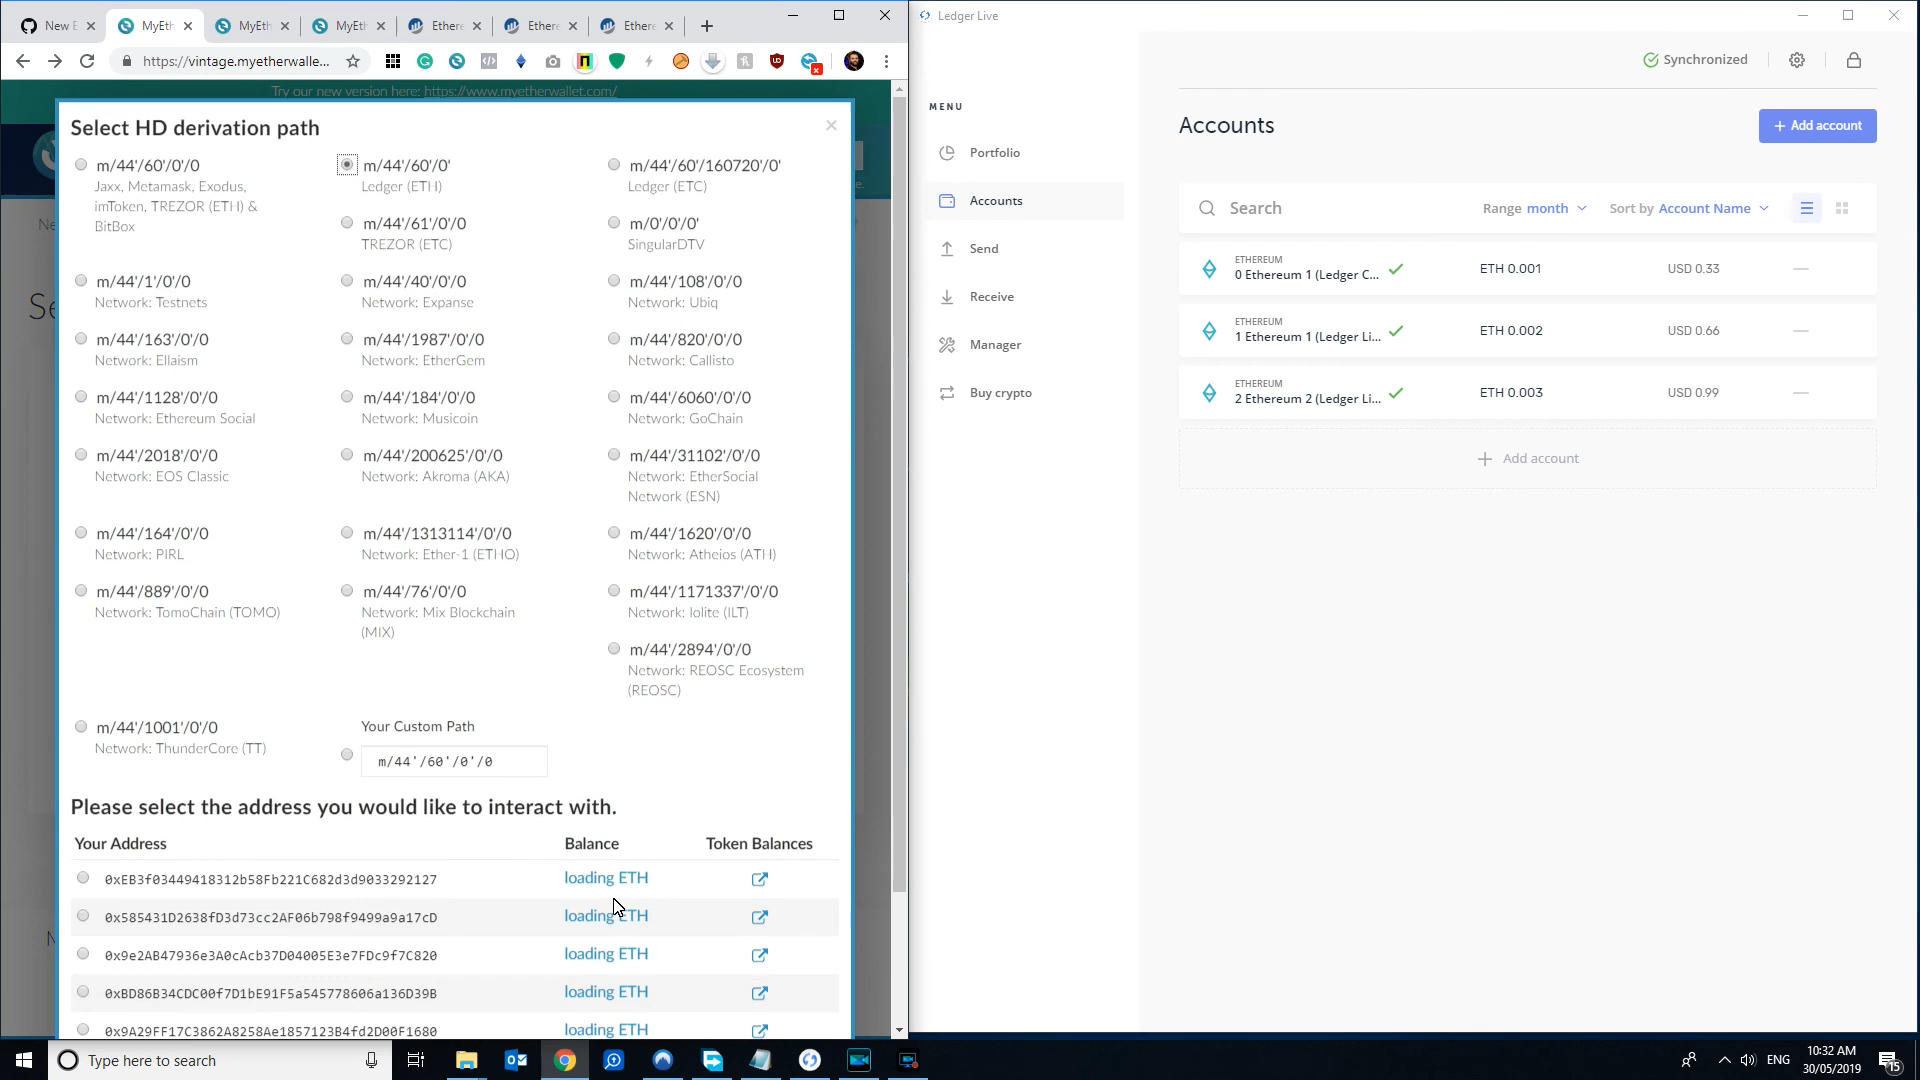 New E
MyEth
MyEth
MyEth
Ethere
Ethere
Ethere
https://vintage.myetherwalle...
Try our new version here: https://www.myetherwallet.com/
Select HD derivation path
m/44'/60'/0'/0
Jaxx, Metamask, Exodus,
imToken, TREZOR (ETH) &
BitBox
m/44'/60'/0'
Ledger (ETH)
m/44'/60'/160720'/0'
Ledger (ETC)
m/44'/61'/0'/0
TREZOR (ETC)
m/0'/0'/0'
SingularDTV
m/44'/1'/0'/0
Network: Testnets
m/44'/40'/0'/0
Network: Expanse
m/44'/108'/0'/0
Network: Ubiq
m/44'/163'/0'/0
Network: Ellaism
m/44'/1987'/0'/0
Network: EtherGem
m/44'/820'/0'/0
Network: Callisto
m/44'/1128'/0'/0
Network: Ethereum Social
m/44'/184'/0'/0
Network: Musicoin
m/44'/6060'/0'/0
Network: GoChain
m/44'/2018'/0'/0
Network: EOS Classic
m/44'/200625'/0'/0
Network: Akroma (AKA)
m/44'/31102'/0'/0
Network: EtherSocial
Network (ESN)
m/44'/164'/0'/0
Network: PIRL
m/44'/1313114'/0'/0
Network: Ether-1 (ETHO)
m/44'/1620'/0'/0
Network: Atheios (ATH)
m/44'/889'/0'/0
Network: TomoChain (TOMO)
m/44'/76'/0'/0
Network: Mix Blockchain
(MIX)
m/44'/1171337'/0'/0
Network: Iolite (ILT)
m/44'/2894'/0'/0
Network: REOSC Ecosystem
(REOSC)
m/44'/1001'/0'/0
Network: ThunderCore (TT)
Your Custom Path
m/44'/60'/0'/0
Please select the address you would like to interact with.
Your Address Balance Token Balances
0xEB3f03449418312b58Fb221C682d3d9033292127 loading ETH
0x585431D2638fD3d73cc2AF06b798f9499a9a17cD loading ETH
0x9e2AB47936e3A0cAcb37D04005E3e7FDc9f7C820 loading ETH
0xBD86B34CDC00f7D1bE91F5a545778606a136D39B loading ETH
0x9A29FF17C3862A8258Ae1857123B4fd2D00F1680 loading ETH
Ledger Live
Synchronized
MENU
Portfolio
Accounts
Send
Receive
Manager
Buy crypto
Accounts
+ Add account
Search
Range month
Sort by Account Name
ETHEREUM
0 Ethereum 1 (Ledger C... ETH 0.001 USD 0.33 —
ETHEREUM
1 Ethereum 1 (Ledger Li... ETH 0.002 USD 0.66 —
ETHEREUM
2 Ethereum 2 (Ledger Li... ETH 0.003 USD 0.99 —
+ Add account
Type here to search
ENG
10:32 AM
30/05/2019
15